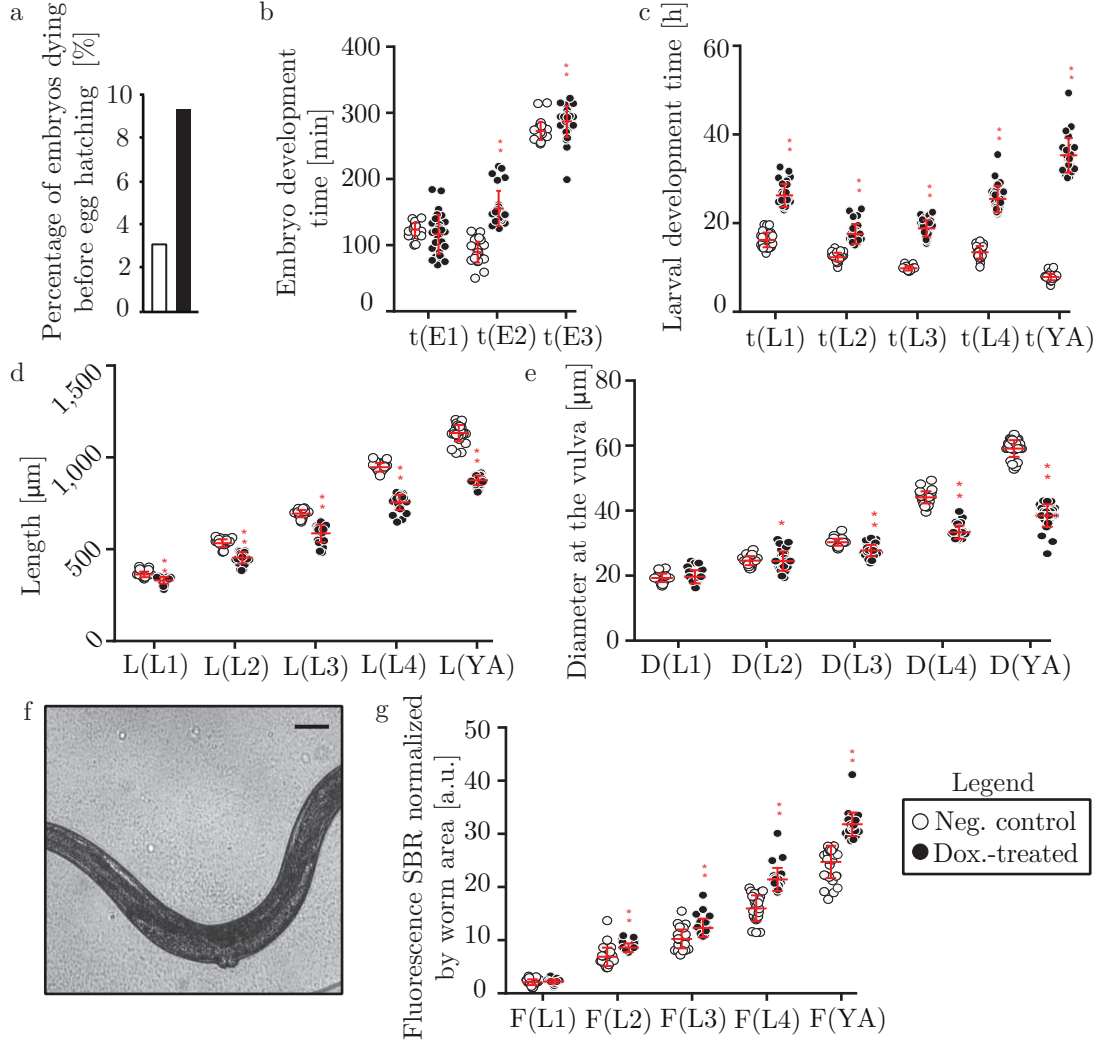 a
Percentage of embryos dying
before egg hatching [%]
10
8
6
4
2
0
b
Embryo development
time [min]
400
300
200
100
0
**
**
t(E1)
t(E2)
t(E3)
c
Larval development time [h]
60
40
20
0
**
**
**
**
**
t(L1)
t(L2)
t(L3)
t(L4)
t(YA)
d
Length [µm]
1,500
1,000
500
0
**
**
**
**
**
L(L1)
L(L2)
L(L3)
L(L4)
L(YA)
e
Diameter at the vulva [µm]
80
60
40
20
0
*
**
**
**
D(L1)
D(L2)
D(L3)
D(L4)
D(YA)
f
g
Fluorescence SBR normalized
by worm area [a.u.]
50
40
30
20
10
0
**
**
**
**
F(L1)
F(L2)
F(L3)
F(L4)
F(YA)
Legend
Neg. control
Dox.-treated